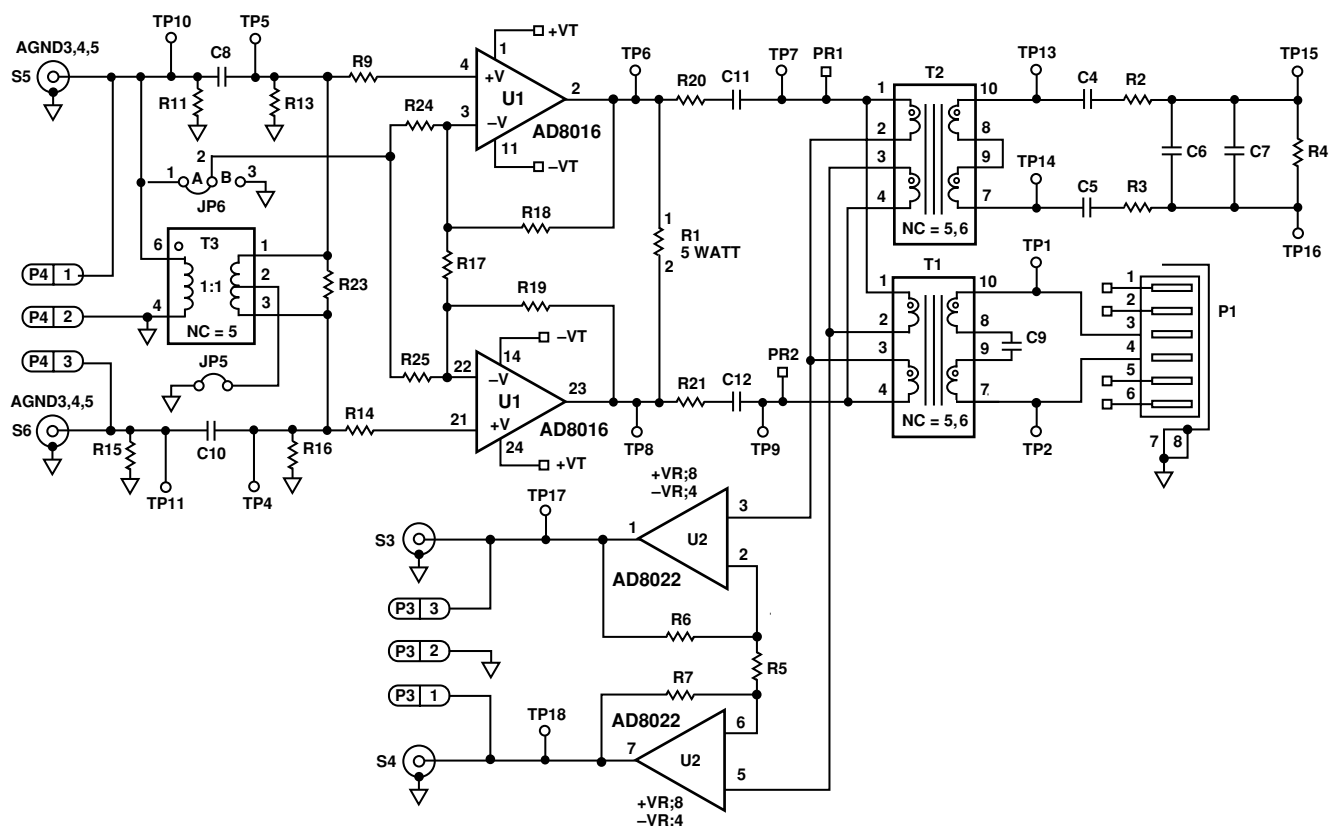 AGND3,4,5
S5
TP10
C8
TP5
R11
R13
R9
R24
4
+V
3
–V
1
+VT
U1
AD8016
2
11
–VT
TP6
R20
C11
TP7
PR1
T2
1
2
3
4
10
8
9
7
NC = 5,6
TP13
C4
R2
TP15
TP14
C5
R3
C6
C7
R4
TP16
2
1
A
B
3
JP6
R18
R17
R19
1
R1
5 WATT
2
6
T3
1
1:1
2
4
3
NC = 5
R23
P4 1
P4 2
P4 3
JP5
AGND3,4,5
S6
R15
TP11
C10
TP4
R16
R14
R25
22
–V
21
+V
14
–VT
U1
AD8016
23
24
+VT
TP8
R21
C12
PR2
TP9
T1
1
2
3
4
10
8
9
7
NC = 5,6
C9
TP1
TP2
1
2
3
4
5
6
P1
7
8
S3
TP17
1
+VR;8
–VR;4
3
U2
2
AD8022
P3 3
P3 2
P3 1
R6
R5
R7
AD8022
S4
TP18
7
6
U2
5
+VR;8
–VR;4